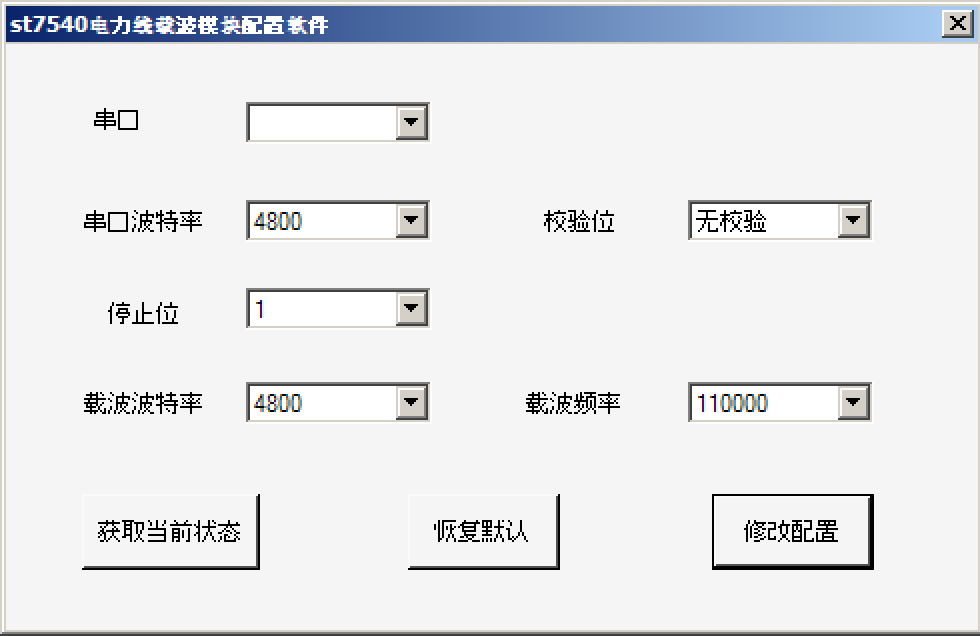 st7540电力线载波模块配置软件
串口
串口波特率 4800 校验位 无校验
停止位 1
载波波特率 4800 载波频率 110000
获取当前状态 恢复默认 修改配置